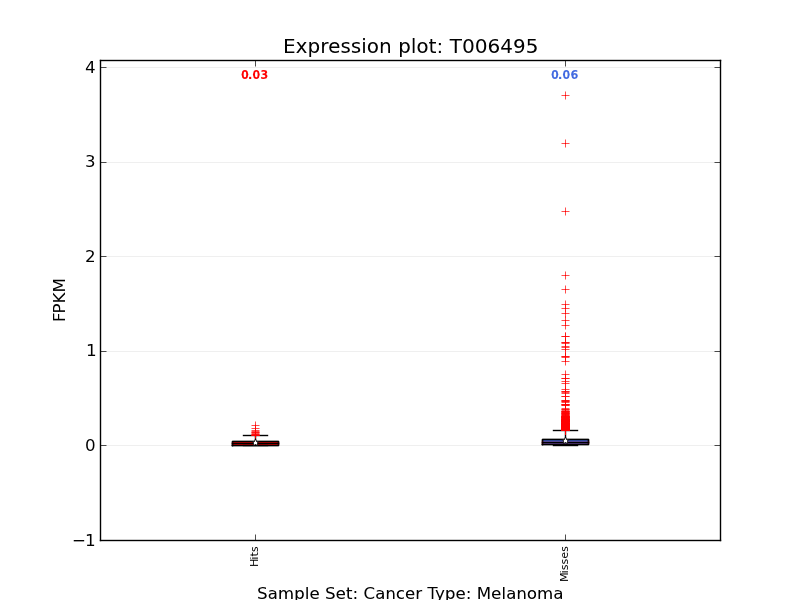 Expression plot: T006495
0.03
0.06
4
3
2
1
0
−1
FPKM
Hits
Misses
Sample Set: Cancer Type: Melanoma